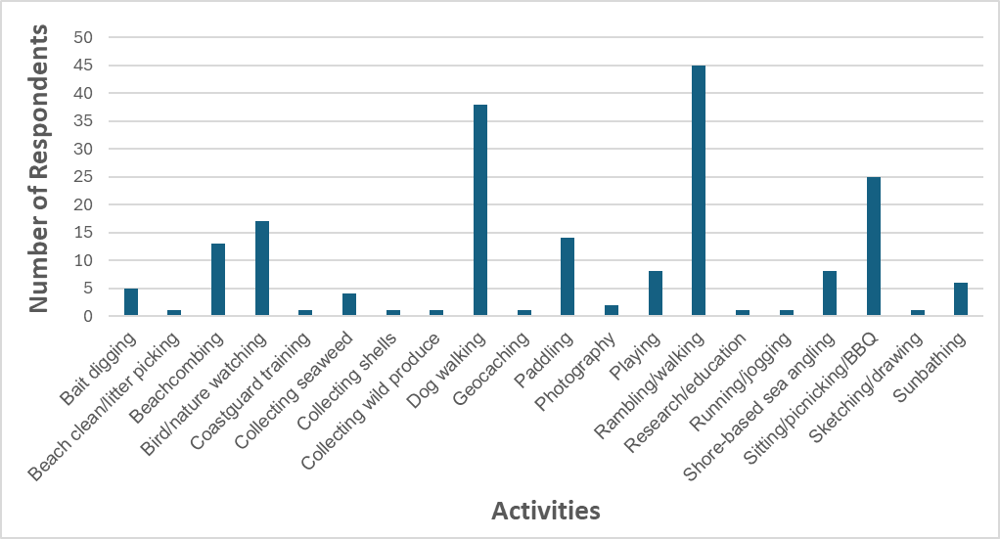 Number of Respondents
50
45
40
35
30
25
20
15
10
5
0
Bait digging
Beach clean/litter picking
Beachcombing
Bird/nature watching
Coastguard training
Collecting seaweed
Collecting shells
Collecting wild produce
Dog walking
Geocaching
Paddling
Photography
Playing
Rambling/walking
Research/education
Running/jogging
Shore-based sea angling
Sitting/picnicking/BBQ
Sketching/drawing
Sunbathing
Activities